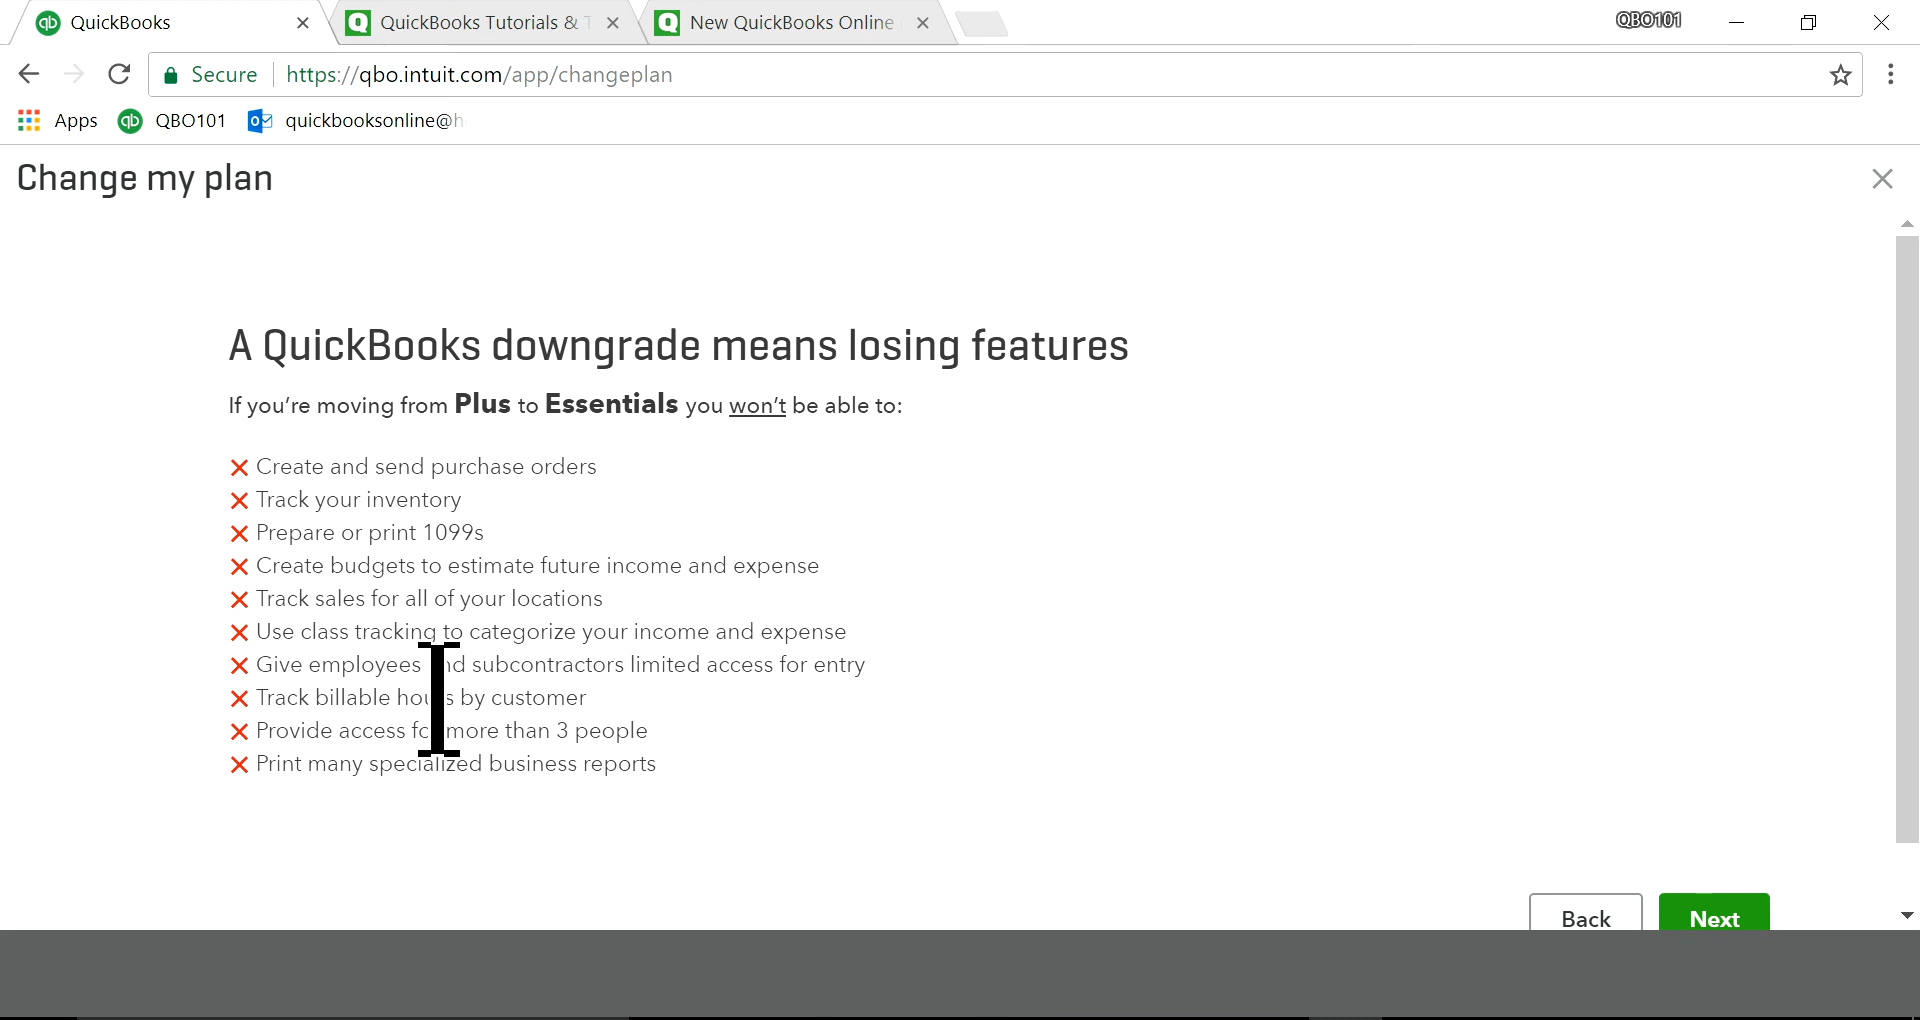 QuickBooks
QuickBooks Tutorials &
New QuickBooks Online
QBO101
Secure
https://qbo.intuit.com/app/changeplan
Apps
QBO101
quickbooksonline@h
Change my plan
A QuickBooks downgrade means losing features
If you're moving from Plus to Essentials you won't be able to:
Create and send purchase orders
Track your inventory
Prepare or print 1099s
Create budgets to estimate future income and expense
Track sales for all of your locations
Use class tracking to categorize your income and expense
Give employees and subcontractors limited access for entry
Track billable hours by customer
Provide access for more than 3 people
Print many specialized business reports
Back
Next